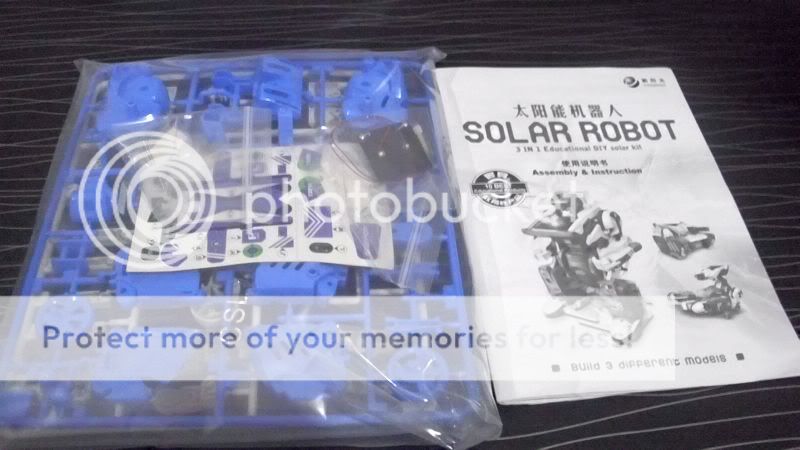 太阳能机器人
SOLAR ROBOT
3 IN 1 Educational DIY solar kit
使用说明书
Assembly & Instruction
BUILD 3 DIFFERENT MODELS
photobucket
Protect more of your memories for less!